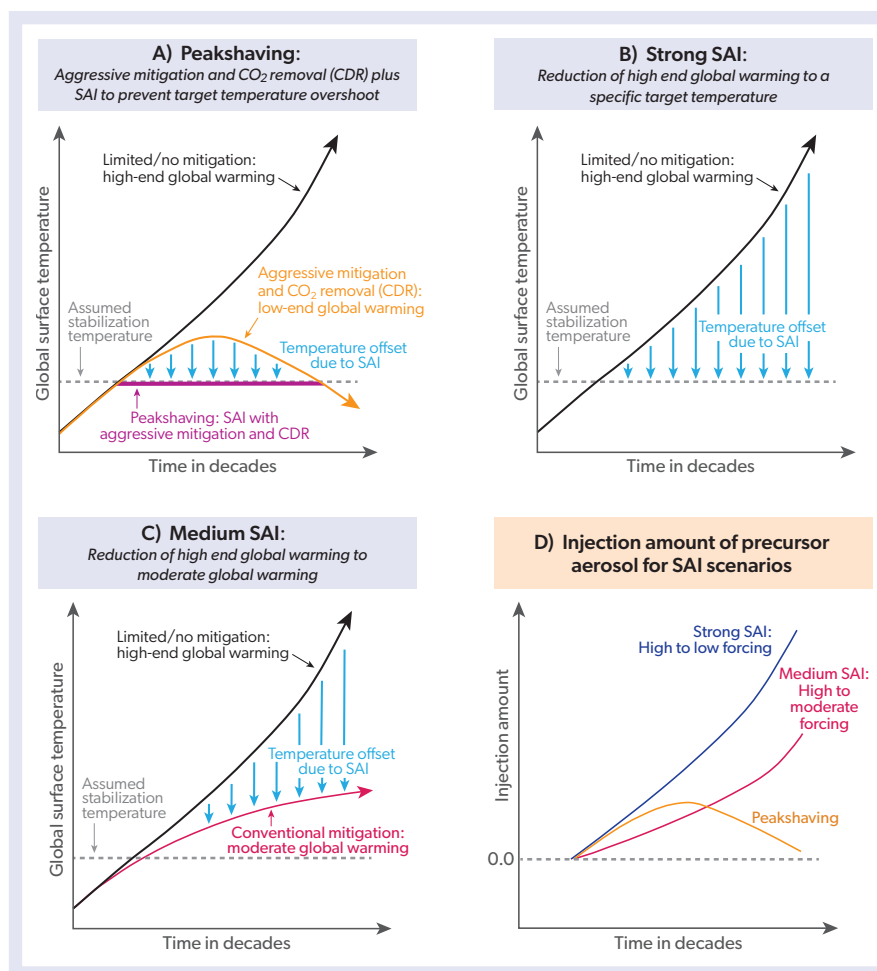 A) Peakshaving:
Aggressive mitigation and CO₂ removal (CDR) plus
SAI to prevent target temperature overshoot
Global surface temperature
Limited/no mitigation:
high-end global warming
Aggressive mitigation
and CO₂ removal (CDR):
low-end global warming
Assumed
stabilization
temperature
Temperature offset
due to SAI
Peakshaving: SAI with
aggressive mitigation and CDR
Time in decades
B) Strong SAI:
Reduction of high end global warming to a
specific target temperature
Global surface temperature
Limited/no mitigation:
high-end global warming
Assumed
stabilization
temperature
Temperature offset
due to SAI
Time in decades
C) Medium SAI:
Reduction of high end global warming to
moderate global warming
Global surface temperature
Limited/no mitigation:
high-end global warming
Temperature offset
due to SAI
Assumed
stabilization
temperature
Conventional mitigation:
moderate global warming
Time in decades
D) Injection amount of precursor
aerosol for SAI scenarios
Injection amount
Strong SAI:
High to low forcing
Medium SAI:
High to
moderate
forcing
Peakshaving
0.0
Time in decades